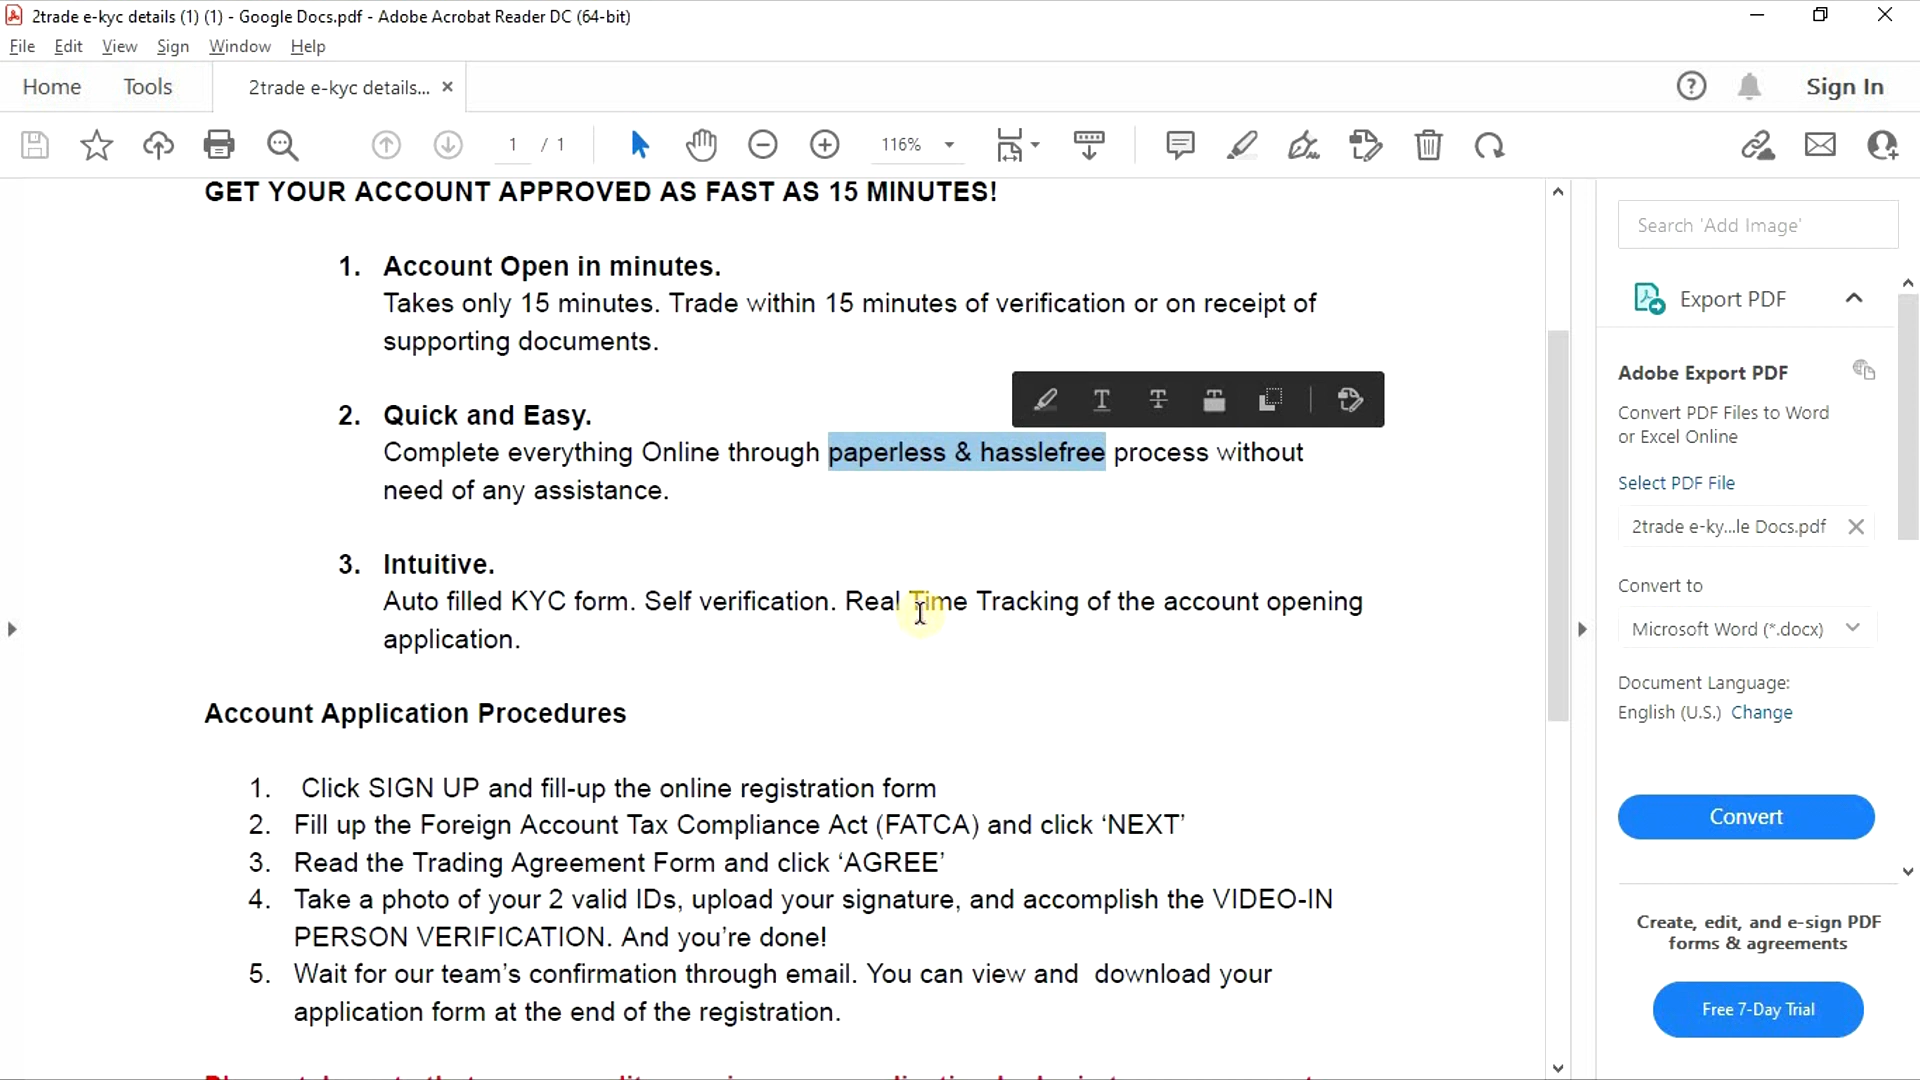 2trade e-kyc details (1) (1) - Google Docs.pdf - Adobe Acrobat Reader DC (64-bit)
File Edit View Sign Window Help
Home Tools 2trade e-kyc details... × Sign In
1 / 1 116%
GET YOUR ACCOUNT APPROVED AS FAST AS 15 MINUTES!
1. Account Open in minutes.
Takes only 15 minutes. Trade within 15 minutes of verification or on receipt of
supporting documents.
2. Quick and Easy.
Complete everything Online through paperless & hasslefree process without
need of any assistance.
3. Intuitive.
Auto filled KYC form. Self verification. Real Time Tracking of the account opening
application.
Account Application Procedures
1. Click SIGN UP and fill-up the online registration form
2. Fill up the Foreign Account Tax Compliance Act (FATCA) and click ‘NEXT’
3. Read the Trading Agreement Form and click ‘AGREE’
4. Take a photo of your 2 valid IDs, upload your signature, and accomplish the VIDEO-IN
PERSON VERIFICATION. And you’re done!
5. Wait for our team’s confirmation through email. You can view and  download your
application form at the end of the registration.
Search 'Add Image'
Export PDF
Adobe Export PDF
Convert PDF Files to Word
or Excel Online
Select PDF File
2trade e-ky...le Docs.pdf
Convert to
Microsoft Word (*.docx)
Document Language:
English (U.S.) Change
Convert
Create, edit, and e-sign PDF
forms & agreements
Free 7-Day Trial